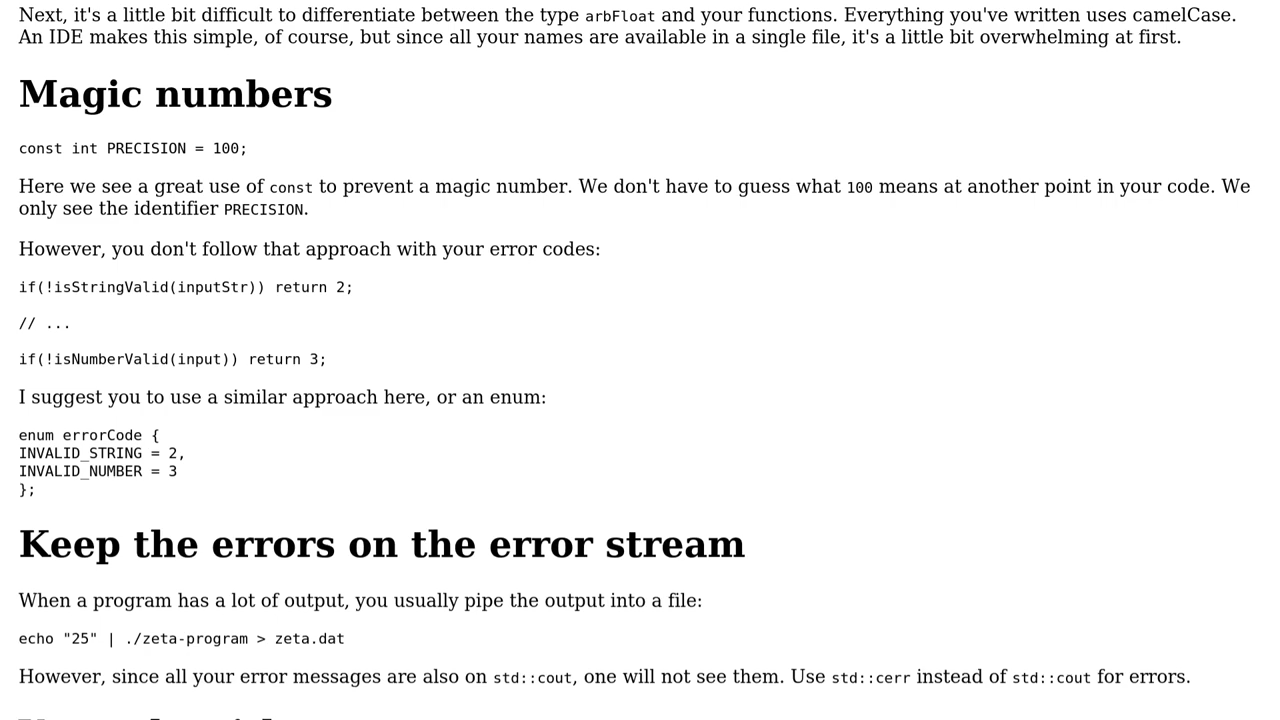 Next, it's a little bit difficult to differentiate between the type arbFloat and your functions. Everything you've written uses camelCase.
An IDE makes this simple, of course, but since all your names are available in a single file, it's a little bit overwhelming at first.
Magic numbers
const int PRECISION = 100;
Here we see a great use of const to prevent a magic number. We don't have to guess what 100 means at another point in your code. We
only see the identifier PRECISION.
However, you don't follow that approach with your error codes:
if(!isStringValid(inputStr)) return 2;
// ...
if(!isNumberValid(input)) return 3;
I suggest you to use a similar approach here, or an enum:
enum errorCode {
INVALID_STRING = 2,
INVALID_NUMBER = 3
};
Keep the errors on the error stream
When a program has a lot of output, you usually pipe the output into a file:
echo "25" | ./zeta-program > zeta.dat
However, since all your error messages are also on std::cout, one will not see them. Use std::cerr instead of std::cout for errors.